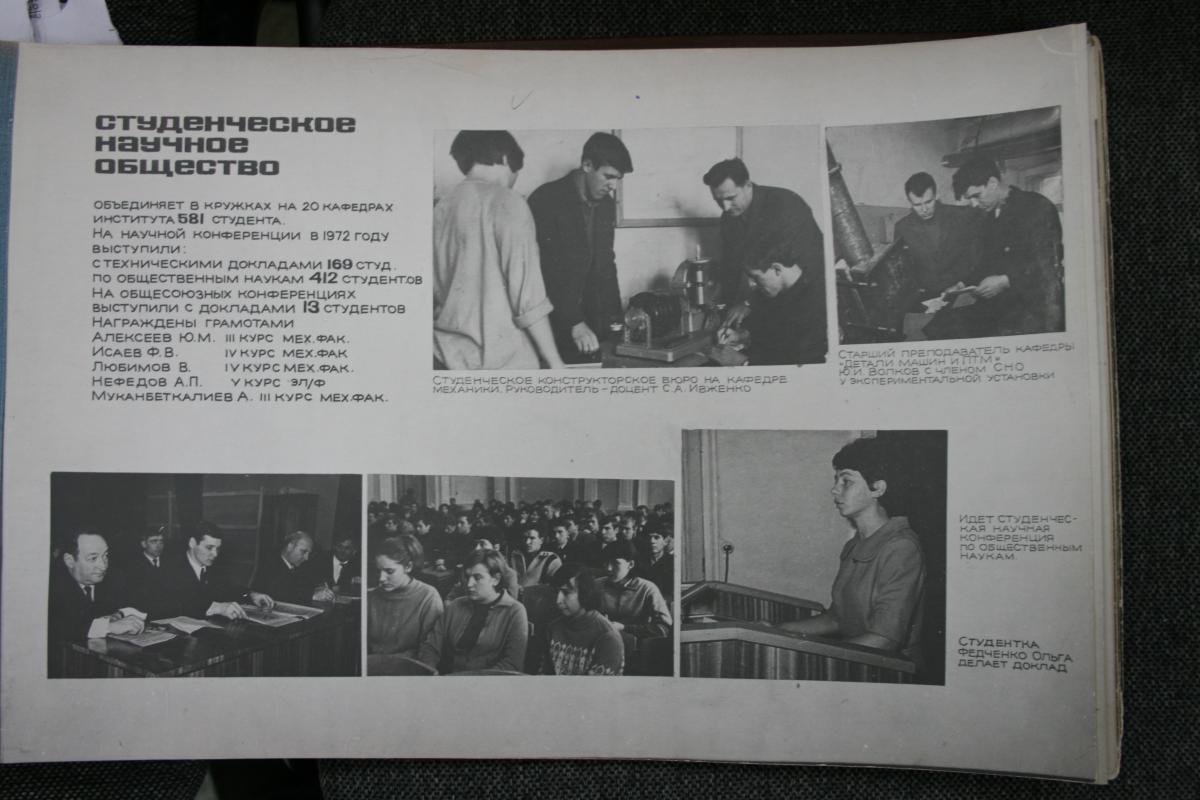 СТУДЕНЧЕСКОЕ
НАУЧНОЕ
ОБЩЕСТВО
ОБЪЕДИНЯЕТ В КРУЖКАХ НА 20 КАФЕДРАХ
ИНСТИТУТА 581 СТУДЕНТА.
НА НАУЧНОЙ КОНФЕРЕНЦИИ В 1972 ГОДУ
ВЫСТУПИЛИ:
С ТЕХНИЧЕСКИМИ ДОКЛАДАМИ 169 СТУД.
ПО ОБЩЕСТВЕННЫМ НАУКАМ 412 СТУДЕНТОВ
НА ОБЩЕСОЮЗНЫХ КОНФЕРЕНЦИЯХ
ВЫСТУПИЛИ С ДОКЛАДАМИ 13 СТУДЕНТОВ
НАГРАЖДЕНЫ ГРАМОТАМИ
АЛЕКСЕЕВ Ю.М. III КУРС МЕХ.ФАК.
ИСАЕВ Ф.В. IV КУРС МЕХ.ФАК
ЛЮБИМОВ В. IV КУРС МЕХ.ФАК.
НЕФЕДОВ А.П. V КУРС ЭЛ/Ф
МУКАНБЕТКАЛИЕВ А. III КУРС МЕХ.ФАК.
СТУДЕНЧЕСКОЕ КОНСТРУКТОРСКОЕ БЮРО НА КАФЕДРЕ
МЕХАНИКИ. РУКОВОДИТЕЛЬ – ДОЦЕНТ С.А. ИВЖЕНКО
СТАРШИЙ ПРЕПОДАВАТЕЛЬ КАФЕДРЫ
«ДЕТАЛИ МАШИН И ПТМ»
Ю.И. ВОЛКОВ С ЧЛЕНОМ СНО
У ЭКСПЕРИМЕНТАЛЬНОЙ УСТАНОВКИ
ИДЕТ СТУДЕНЧЕС-
КАЯ НАУЧНАЯ
КОНФЕРЕНЦИЯ
ПО ОБЩЕСТВЕННЫМ
НАУКАМ.
СТУДЕНТКА
ФЕДЧЕНКО ОЛЬГА
ДЕЛАЕТ ДОКЛАД